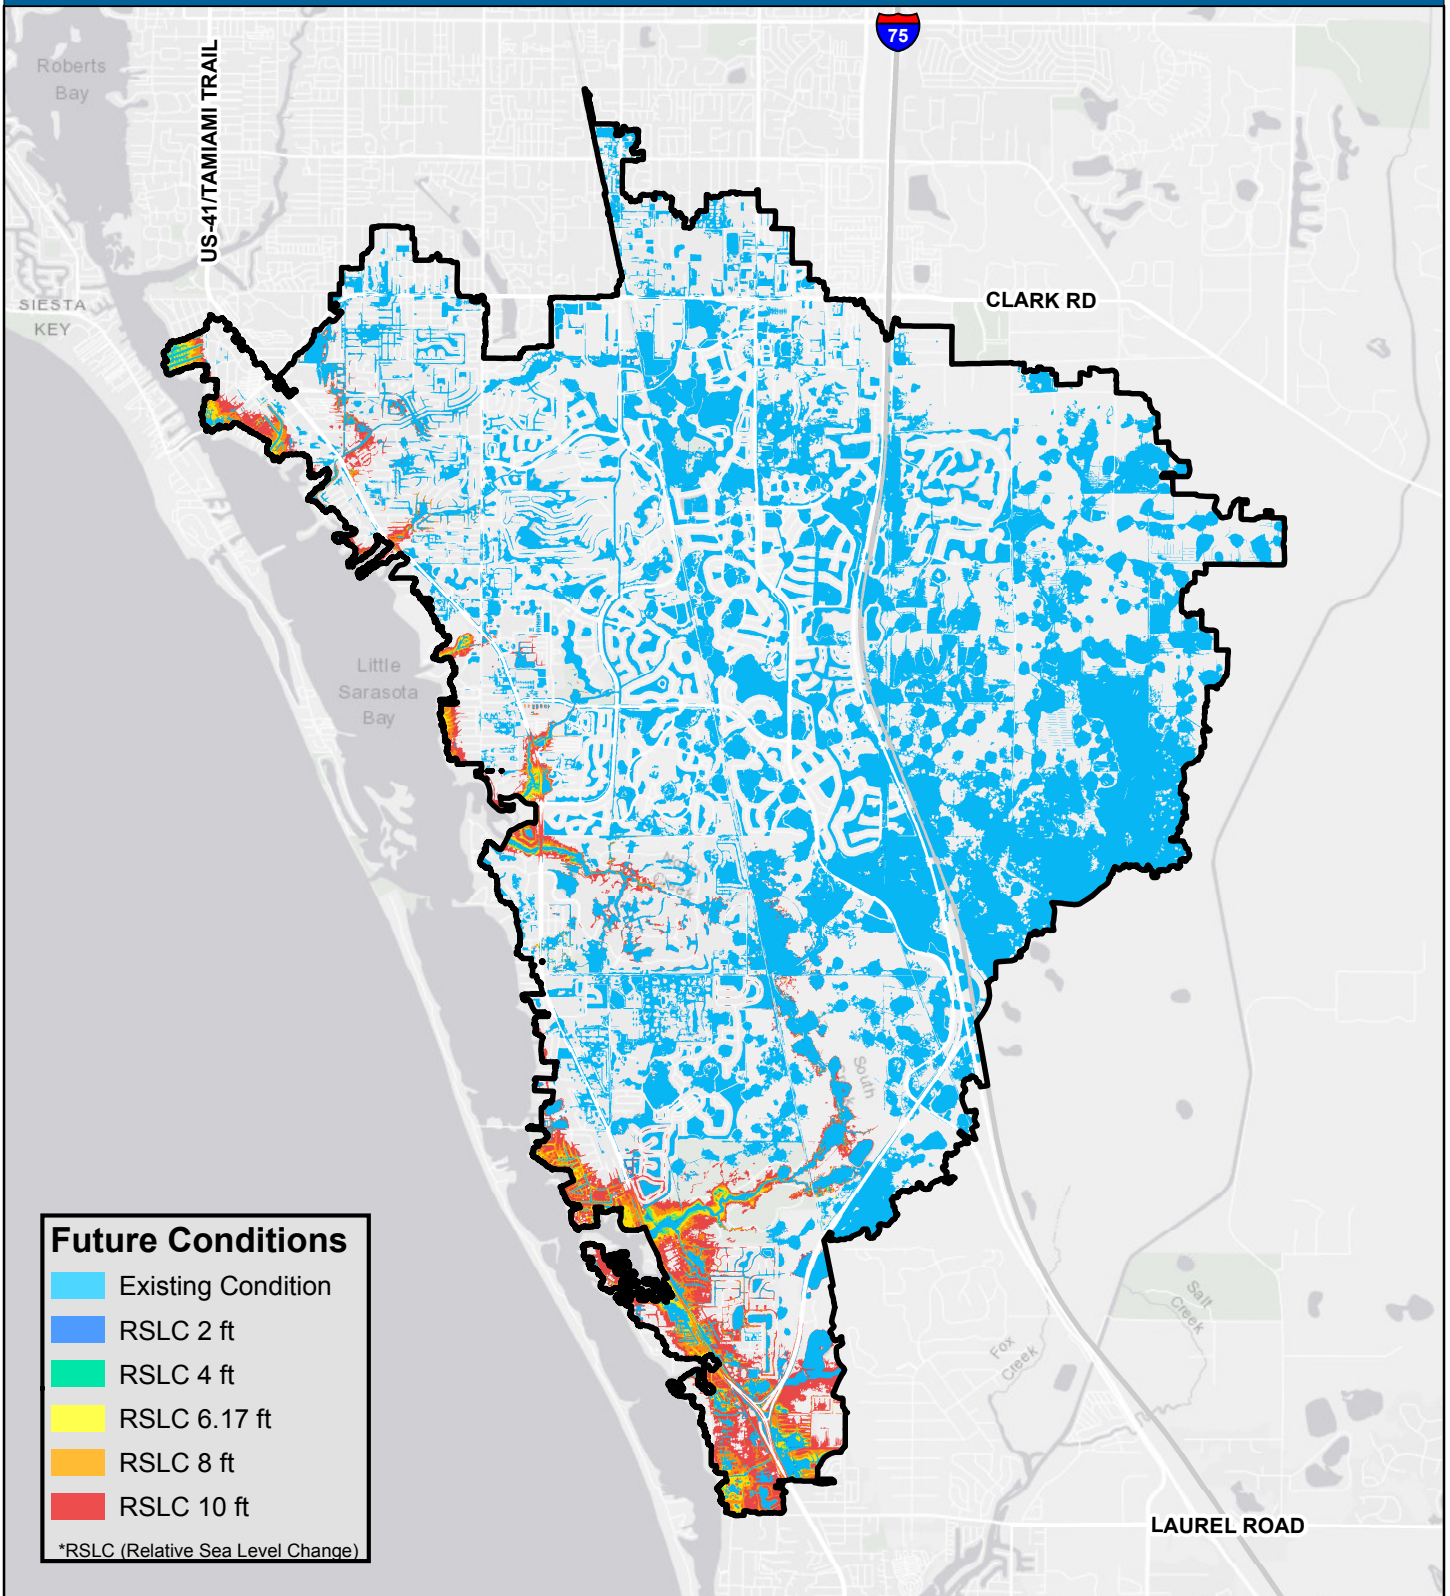 75
Roberts
Bay
US-41/TAMIAMI TRAIL
SIESTA
KEY
CLARK RD
Little
Sarasota
Bay
South
Salt
Creek
Fox
Creek
LAUREL ROAD
Future Conditions
Existing Condition
RSLC 2 ft
RSLC 4 ft
RSLC 6.17 ft
RSLC 8 ft
RSLC 10 ft
*RSLC (Relative Sea Level Change)